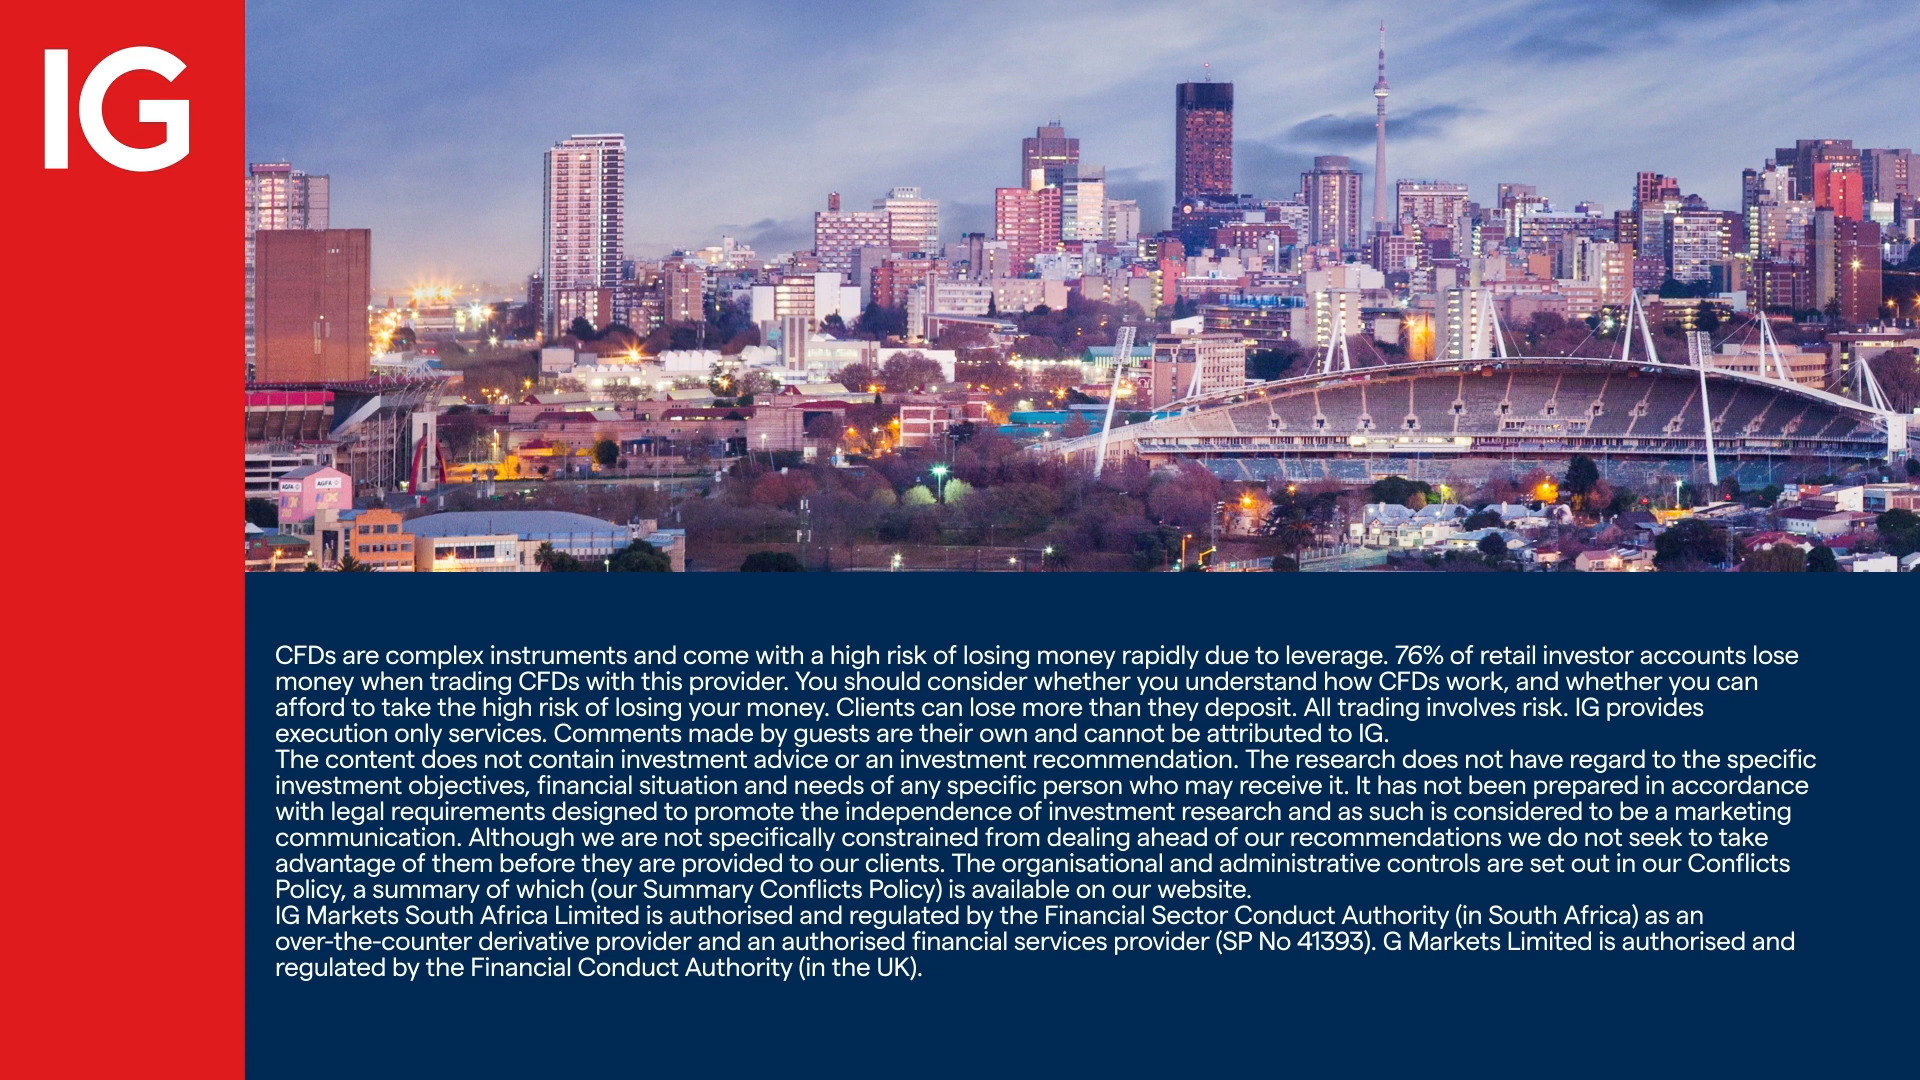 IG
AGFA
AGFA
CFDs are complex instruments and come with a high risk of losing money rapidly due to leverage. 76% of retail investor accounts lose
money when trading CFDs with this provider. You should consider whether you understand how CFDs work, and whether you can
afford to take the high risk of losing your money. Clients can lose more than they deposit. All trading involves risk. IG provides
execution only services. Comments made by guests are their own and cannot be attributed to IG.
The content does not contain investment advice or an investment recommendation. The research does not have regard to the specific
investment objectives, financial situation and needs of any specific person who may receive it. It has not been prepared in accordance
with legal requirements designed to promote the independence of investment research and as such is considered to be a marketing
communication. Although we are not specifically constrained from dealing ahead of our recommendations we do not seek to take
advantage of them before they are provided to our clients. The organisational and administrative controls are set out in our Conflicts
Policy, a summary of which (our Summary Conflicts Policy) is available on our website.
IG Markets South Africa Limited is authorised and regulated by the Financial Sector Conduct Authority (in South Africa) as an
over-the-counter derivative provider and an authorised financial services provider (SP No 41393). G Markets Limited is authorised and
regulated by the Financial Conduct Authority (in the UK).